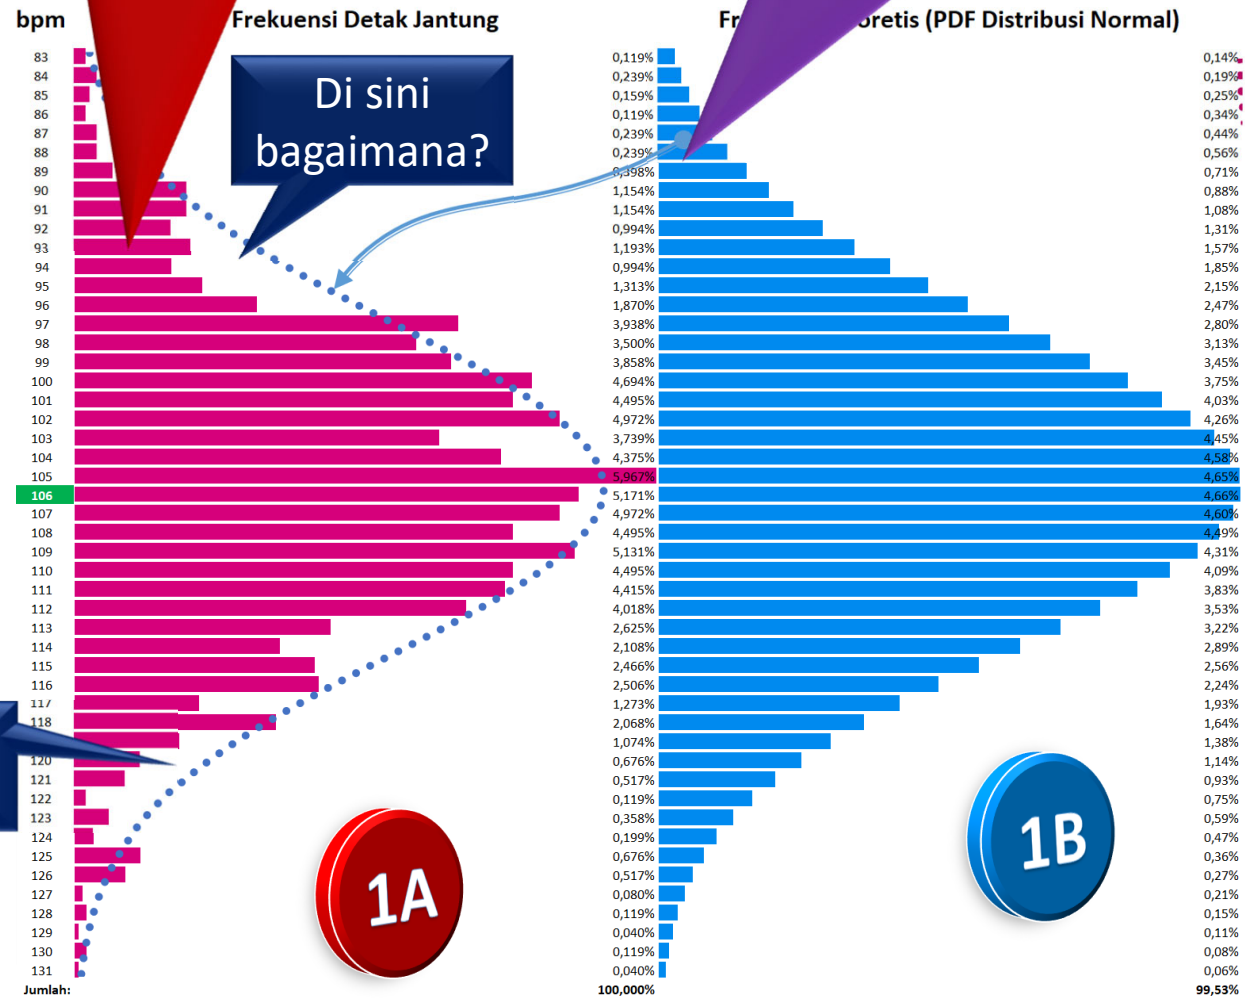 bpm Frekuensi Detak Jantung Fr oretis (PDF Distribusi Normal)
83 0,119% 0,14%
84 0,239% 0,19%
85 0,159% 0,25%
86 0,119% 0,34%
87 0,239% 0,44%
88 0,239% 0,56%
89 0,398% 0,71%
90 1,154% 0,88%
91 1,154% 1,08%
92 0,994% 1,31%
93 1,193% 1,57%
94 0,994% 1,85%
95 1,313% 2,15%
96 1,870% 2,47%
97 3,938% 2,80%
98 3,500% 3,13%
99 3,858% 3,45%
100 4,694% 3,75%
101 4,495% 4,03%
102 4,972% 4,26%
103 3,739% 4,45%
104 4,375% 4,58%
105 5,967% 4,65%
106 5,171% 4,66%
107 4,972% 4,60%
108 4,495% 4,49%
109 5,131% 4,31%
110 4,495% 4,09%
111 4,415% 3,83%
112 4,018% 3,53%
113 2,625% 3,22%
114 2,108% 2,89%
115 2,466% 2,56%
116 2,506% 2,24%
117 1,273% 1,93%
118 2,068% 1,64%
1,074% 1,38%
120 0,676% 1,14%
121 0,517% 0,93%
122 0,119% 0,75%
123 0,358% 0,59%
124 0,199% 0,47%
125 0,676% 0,36%
126 0,517% 0,27%
127 0,080% 0,21%
128 0,119% 0,15%
129 0,040% 0,11%
130 0,119% 0,08%
131 0,040% 0,06%
Jumlah: 100,000% 99,53%
Di sini
bagaimana?
1A
1B